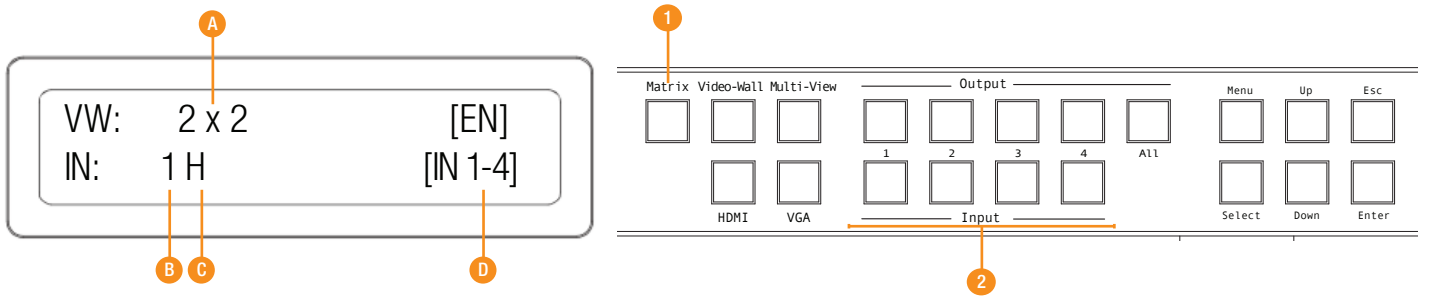 A
VW: 2 x 2 [EN]
IN: 1 H [IN 1-4]
B C D
1
Matrix Video-Wall Multi-View Output Menu Up Esc
1 2 3 4 All
HDMI VGA Input Select Down Enter
2